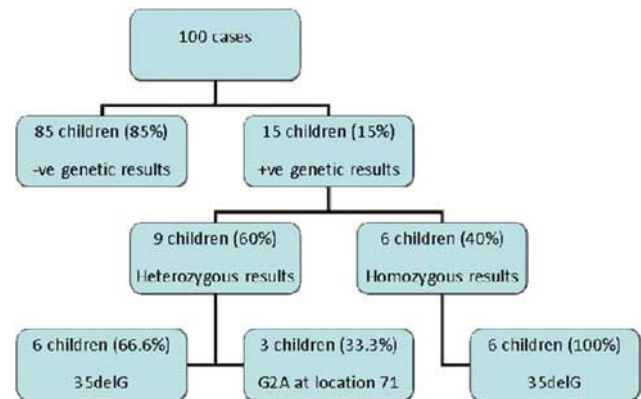 100 cases
85 children (85%)
-ve genetic results
15 children (15%)
+ve genetic results
9 children (60%)
Heterozygous results
6 children (40%)
Homozygous results
6 children (66.6%)
35delG
3 children (33.3%)
G2A at location 71
6 children (100%)
35delG